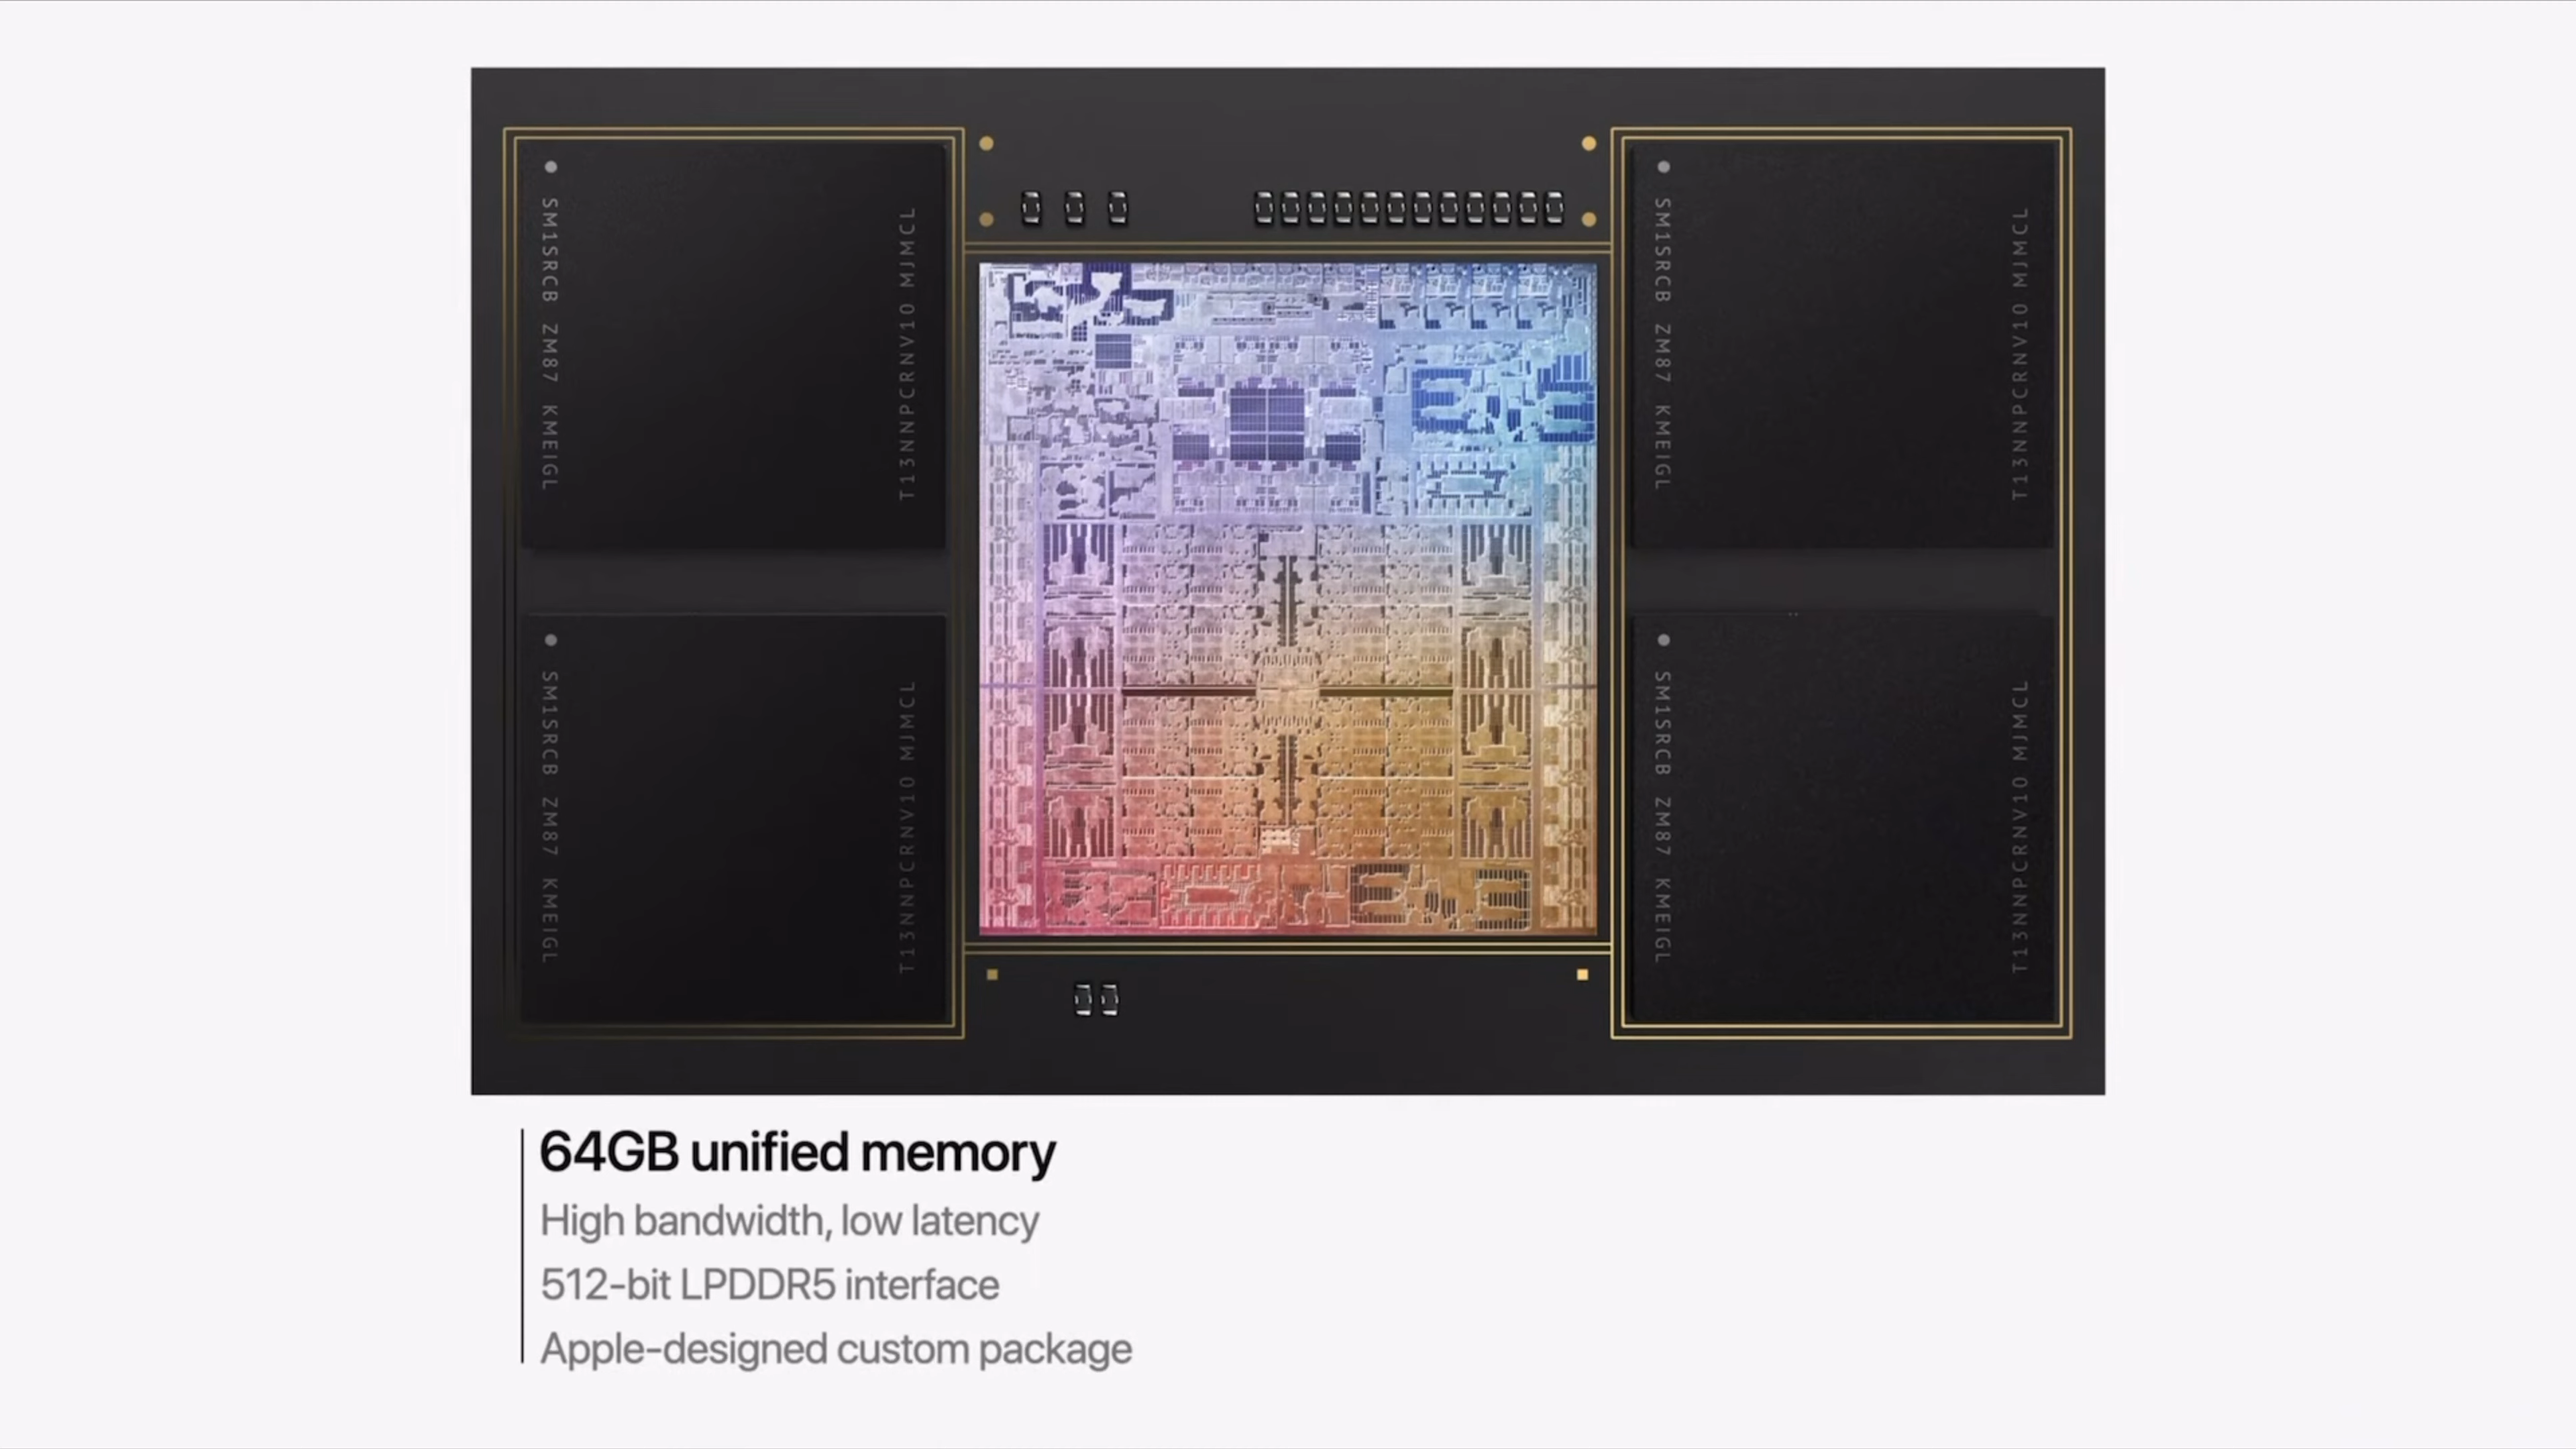 SM1SRCB ZM87 KMEIGL
T13NNPCRNV10 MJMCL
SM1SRCB ZM87 KMEIGL
T13NNPCRNV10 MJMCL
SM1SRCB ZM87 KMEIGL
T13NNPCRNV10 MJMCL
SM1SRCB ZM87 KMEIGL
T13NNPCRNV10 MJMCL
64GB unified memory
High bandwidth, low latency
512-bit LPDDR5 interface
Apple-designed custom package